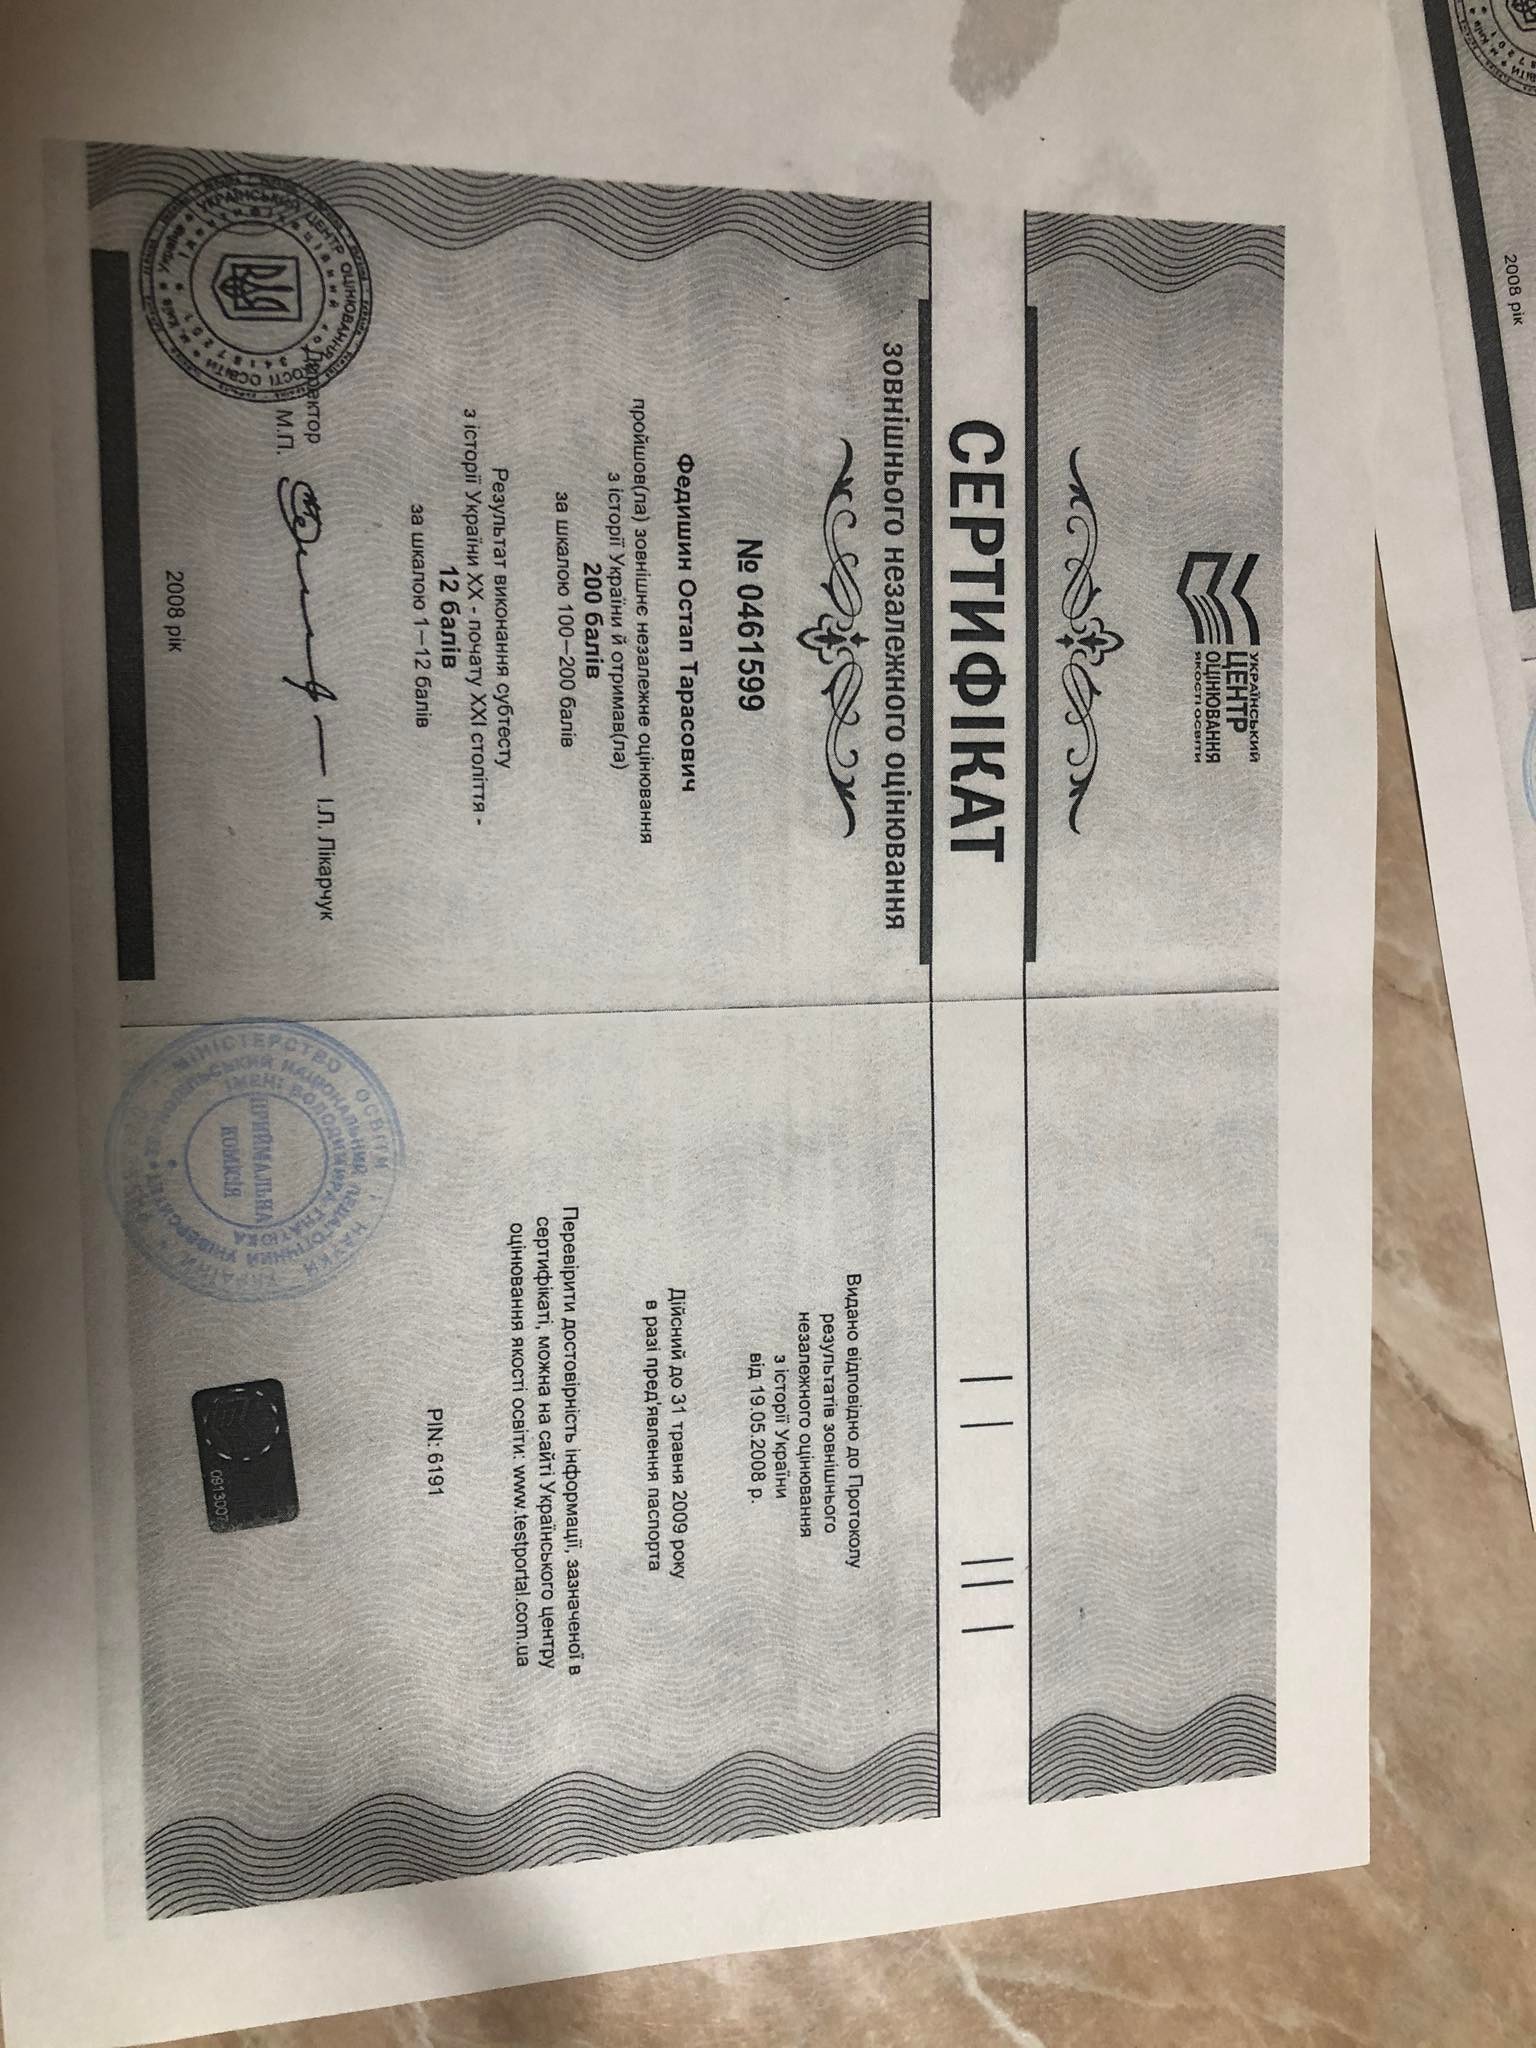 2008 рік
УКРАЇНСЬКИЙ
ЦЕНТР
ОЦІНЮВАННЯ
ЯКОСТІ ОСВІТИ
СЕРТИФІКАТ
зовнішнього незалежного оцінювання
№ 0461599
Федишин Остап Тарасович
пройшов(ла) зовнішнє незалежне оцінювання
з історії України й отримав(ла)
200 балів
за шкалою 100–200 балів
Результат виконання субтесту
з історії України ХХ - почату ХХІ століття -
12 балів
за шкалою 1–12 балів
Директор
М.П.
І.Л. Лікарчук
УКРАЇНСЬКИЙ ЦЕНТР ОЦІНЮВАННЯ ЯКОСТІ ОСВІТИ
2008 рік
Видано відповідно до Протоколу
результатів зовнішнього
незалежного оцінювання
з історії України
від 19.05.2008 р.
Дійсний до 31 травня 2009 року
в разі пред'явлення паспорта
Перевірити достовірність інформації, зазначеної в
сертифікаті, можна на сайті Українського центру
оцінювання якості освіти: www.testportal.com.ua
PIN: 6191
МІНІСТЕРСТВО ОСВІТИ І НАУКИ УКРАЇНИ
НАЦІОНАЛЬНИЙ ПЕДАГОГІЧНИЙ УНІВЕРСИТЕТ
ІМЕНІ ВОЛОДИМИРА ГНАТЮКА
ПРИЙМАЛЬНА
КОМІСІЯ
0913007